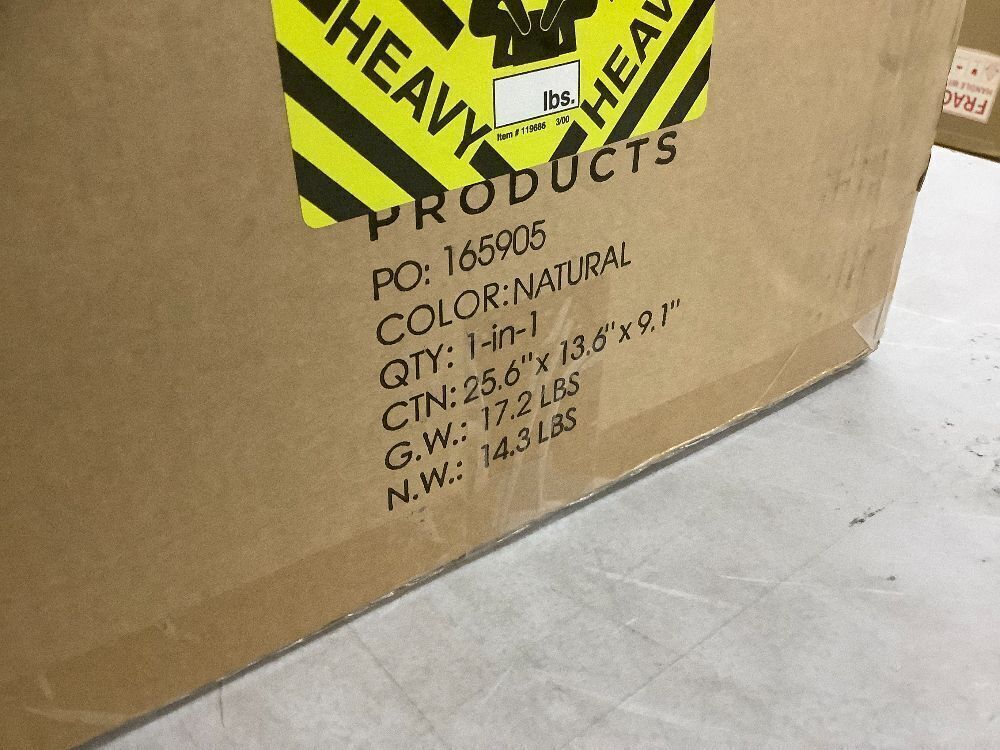 HEAVY
HEAVY
lbs.
Item # 119686 3/00
PRODUCTS
PO: 165905
COLOR:NATURAL
QTY: 1-in-1
CTN:25.6"x 13.6"x 9.1"
G.W.: 17.2 LBS
N.W.: 14.3 LBS